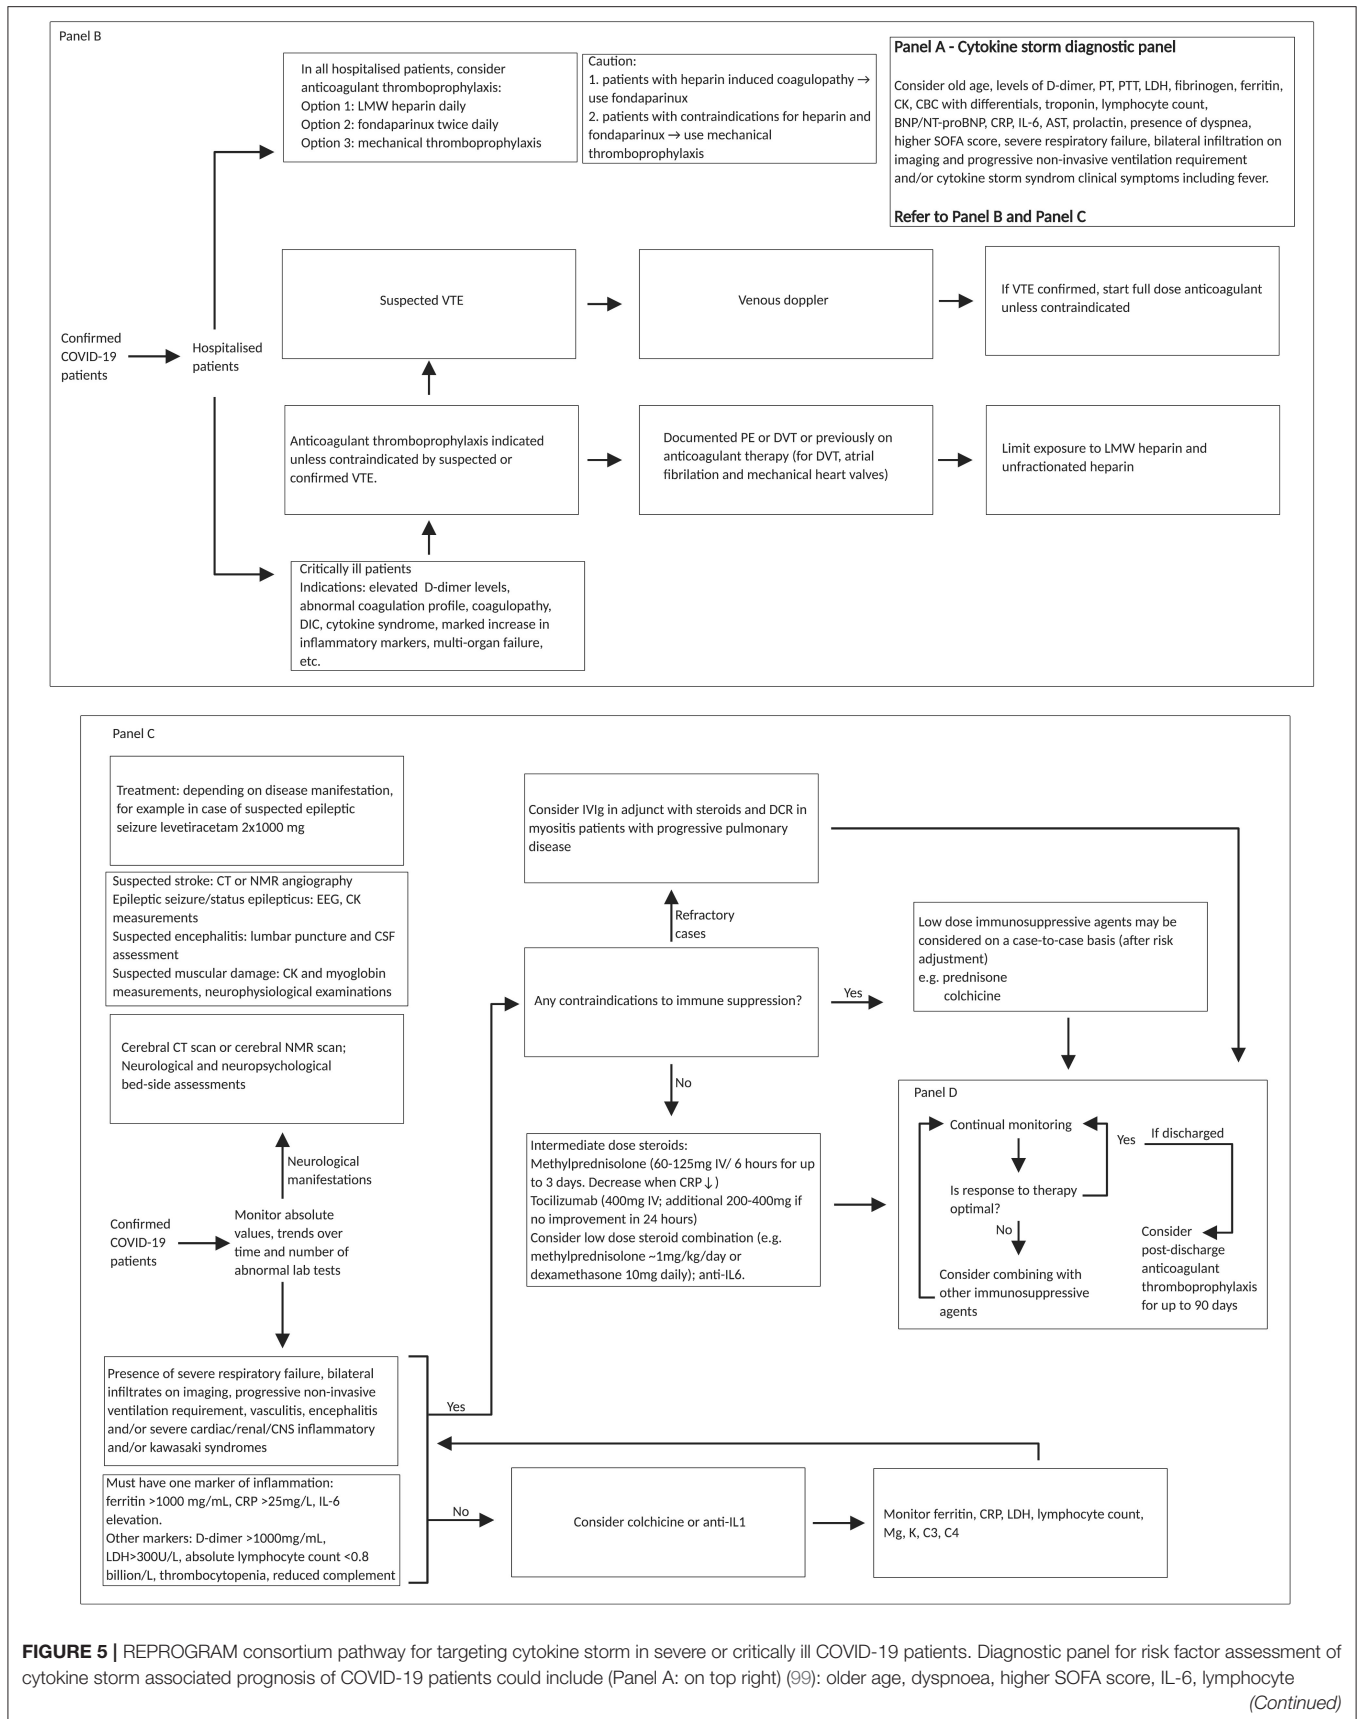 Panel B
In all hospitalised patients, consider
anticoagulant thromboprophylaxis:
Option 1: LMW heparin daily
Option 2: fondaparinux twice daily
Option 3: mechanical thromboprophylaxis
Caution:
1. patients with heparin induced coagulopathy →
use fondaparinux
2. patients with contraindications for heparin and
fondaparinux → use mechanical
thromboprophylaxis
Panel A - Cytokine storm diagnostic panel
Consider old age, levels of D-dimer, PT, PTT, LDH, fibrinogen, ferritin,
CK, CBC with differentials, troponin, lymphocyte count,
BNP/NT-proBNP, CRP, IL-6, AST, prolactin, presence of dyspnea,
higher SOFA score, severe respiratory failure, bilateral infiltration on
imaging and progressive non-invasive ventilation requirement
and/or cytokine storm syndrom clinical symptoms including fever.
Refer to Panel B and Panel C
Suspected VTE
Venous doppler
If VTE confirmed, start full dose anticoagulant
unless contraindicated
Confirmed
COVID-19
patients
Hospitalised
patients
Anticoagulant thromboprophylaxis indicated
unless contraindicated by suspected or
confirmed VTE.
Documented PE or DVT or previously on
anticoagulant therapy (for DVT, atrial
fibrilation and mechanical heart valves)
Limit exposure to LMW heparin and
unfractionated heparin
Critically ill patients
Indications: elevated D-dimer levels,
abnormal coagulation profile, coagulopathy,
DIC, cytokine syndrome, marked increase in
inflammatory markers, multi-organ failure,
etc.
Panel C
Treatment: depending on disease manifestation,
for example in case of suspected epileptic
seizure levetiracetam 2x1000 mg
Suspected stroke: CT or NMR angiography
Epileptic seizure/status epilepticus: EEG, CK
measurements
Suspected encephalitis: lumbar puncture and CSF
assessment
Suspected muscular damage: CK and myoglobin
measurements, neurophysiological examinations
Cerebral CT scan or cerebral NMR scan;
Neurological and neuropsychological
bed-side assessments
Neurological
manifestations
Confirmed
COVID-19
patients
Monitor absolute
values, trends over
time and number of
abnormal lab tests
Presence of severe respiratory failure, bilateral
infiltrates on imaging, progressive non-invasive
ventilation requirement, vasculitis, encephalitis
and/or severe cardiac/renal/CNS inflammatory
and/or kawasaki syndromes
Must have one marker of inflammation:
ferritin >1000 mg/mL, CRP >25mg/L, IL-6
elevation.
Other markers: D-dimer >1000mg/mL,
LDH>300U/L, absolute lymphocyte count <0.8
billion/L, thrombocytopenia, reduced complement
Yes
No
Consider IVIg in adjunct with steroids and DCR in
myositis patients with progressive pulmonary
disease
Refractory
cases
Any contraindications to immune suppression?
Yes
Low dose immunosuppressive agents may be
considered on a case-to-case basis (after risk
adjustment)
e.g. prednisone
colchicine
No
Intermediate dose steroids:
Methylprednisolone (60-125mg IV/ 6 hours for up
to 3 days. Decrease when CRP ↓)
Tocilizumab (400mg IV; additional 200-400mg if
no improvement in 24 hours)
Consider low dose steroid combination (e.g.
methylprednisolone ~1mg/kg/day or
dexamethasone 10mg daily); anti-IL6.
Panel D
Continual monitoring
Yes
If discharged
Is response to therapy
optimal?
No
Consider combining with
other immunosuppressive
agents
Consider
post-discharge
anticoagulant
thromboprophylaxis
for up to 90 days
Consider colchicine or anti-IL1
Monitor ferritin, CRP, LDH, lymphocyte count,
Mg, K, C3, C4
FIGURE 5 | REPROGRAM consortium pathway for targeting cytokine storm in severe or critically ill COVID-19 patients. Diagnostic panel for risk factor assessment of
cytokine storm associated prognosis of COVID-19 patients could include (Panel A: on top right) (99): older age, dyspnoea, higher SOFA score, IL-6, lymphocyte
(Continued)